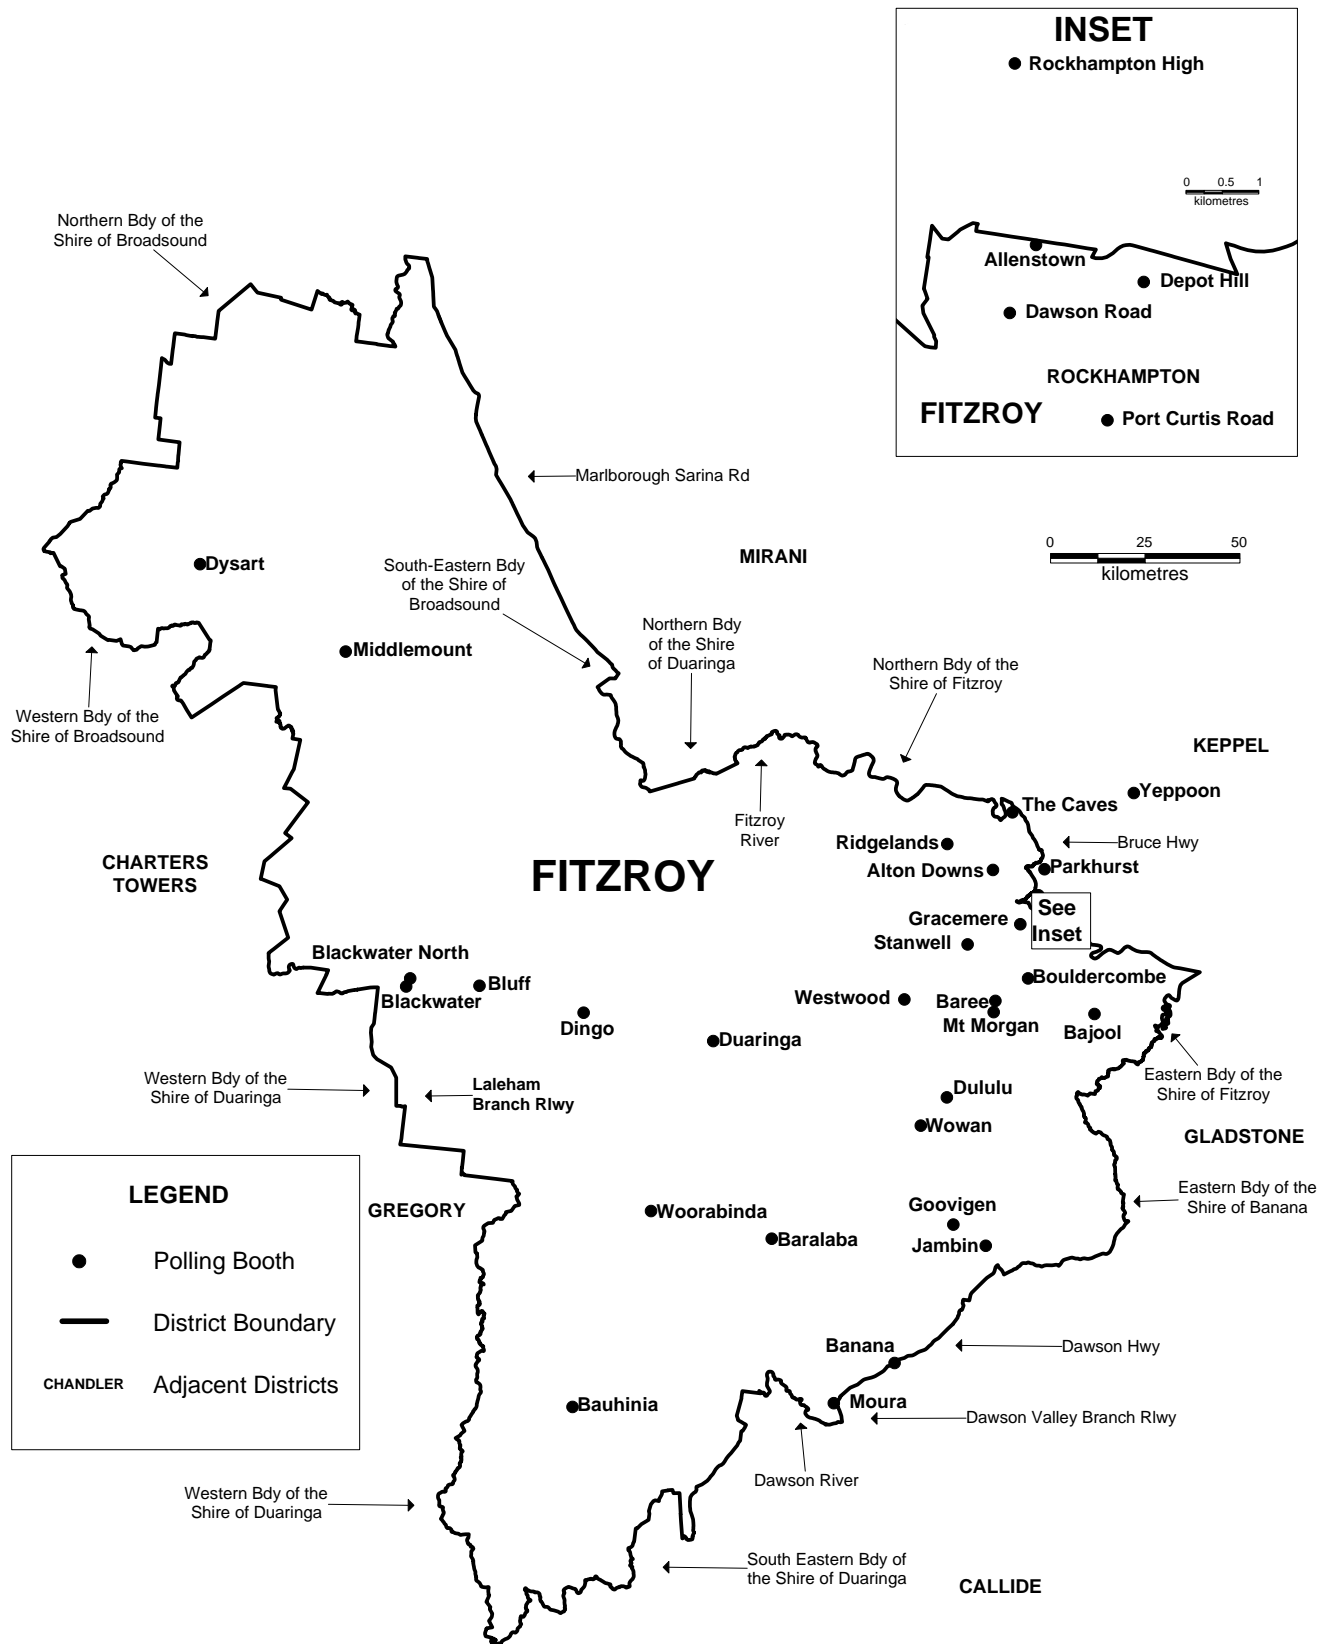 INSET
Rockhampton High
0 0.5 1
kilometres
Allenstown
Depot Hill
Dawson Road
ROCKHAMPTON
FITZROY
Port Curtis Road
Northern Bdy of the
Shire of Broadsound
Marlborough Sarina Rd
MIRANI
0 25 50
kilometres
Dysart
South-Eastern Bdy
of the Shire of
Broadsound
Northern Bdy
of the Shire
of Duaringa
Middlemount
Northern Bdy of the
Shire of Fitzroy
Western Bdy of the
Shire of Broadsound
KEPPEL
Yeppoon
The Caves
Fitzroy
River
Ridgelands
Bruce Hwy
CHARTERS
TOWERS
FITZROY
Alton Downs
Parkhurst
See
Inset
Gracemere
Stanwell
Blackwater North
Blackwater
Bluff
Bouldercombe
Westwood
Baree
Mt Morgan
Bajool
Dingo
Duaringa
Western Bdy of the
Shire of Duaringa
Laleham
Branch Rlwy
Eastern Bdy of the
Shire of Fitzroy
Dululu
Wowan
GLADSTONE
LEGEND
Polling Booth
District Boundary
CHANDLER Adjacent Districts
GREGORY
Woorabinda
Baralaba
Goovigen
Jambin
Eastern Bdy of the
Shire of Banana
Banana
Dawson Hwy
Bauhinia
Moura
Dawson Valley Branch Rlwy
Dawson River
Western Bdy of the
Shire of Duaringa
South Eastern Bdy of
the Shire of Duaringa
CALLIDE